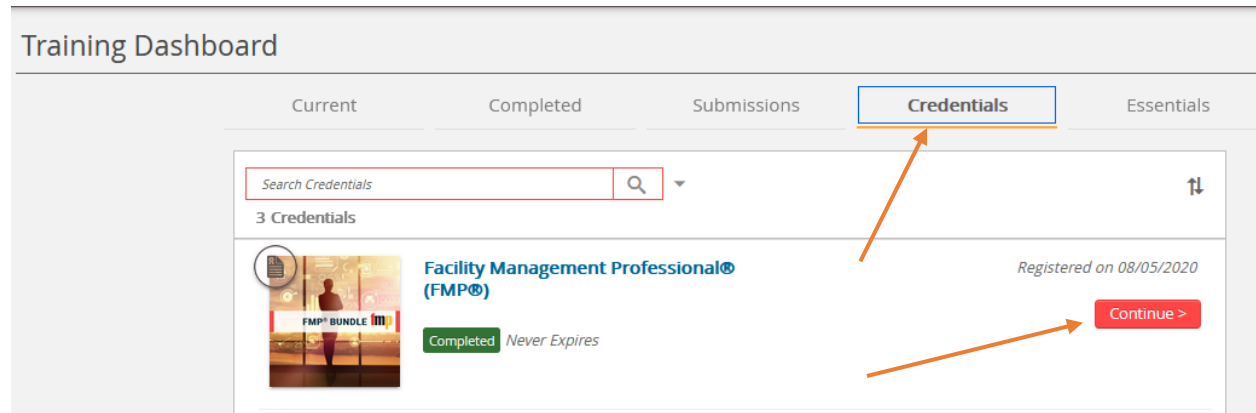 Training Dashboard
Current Completed Submissions Credentials Essentials
Search Credentials
3 Credentials
Facility Management Professional®
(FMP®)
Registered on 08/05/2020
FMP® BUNDLE fmp
Continue >
Completed Never Expires